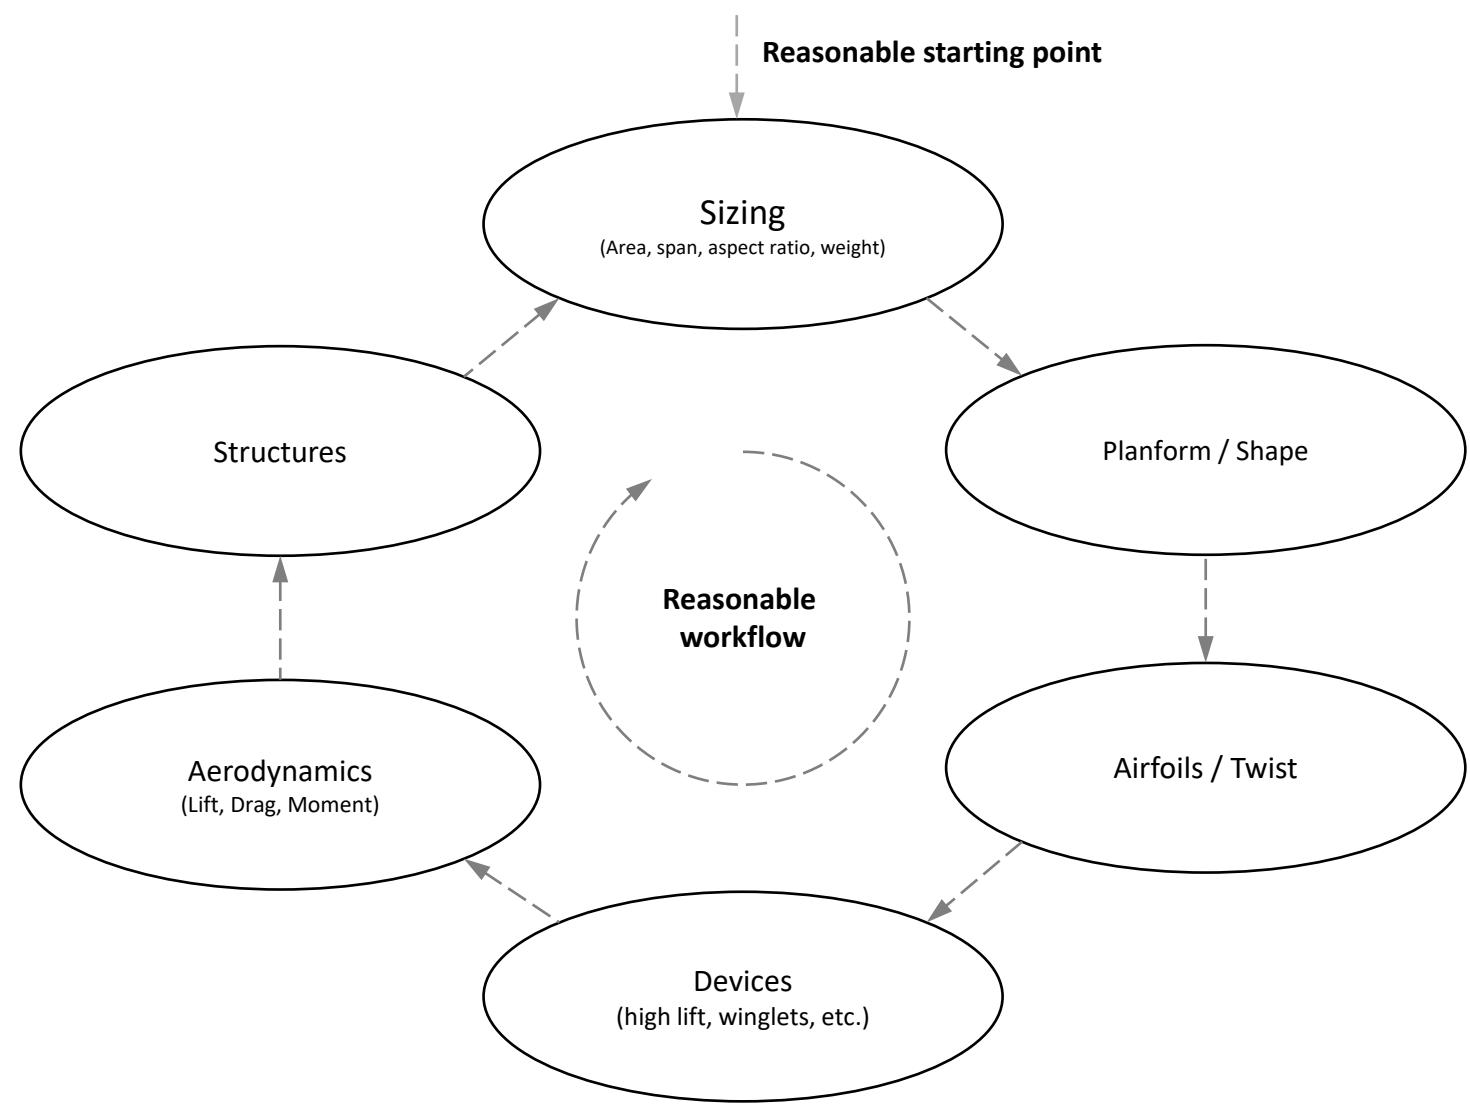 Reasonable starting point
Sizing
(Area, span, aspect ratio, weight)
Structures
Planform / Shape
Reasonable
workflow
Aerodynamics
(Lift, Drag, Moment)
Airfoils / Twist
Devices
(high lift, winglets, etc.)